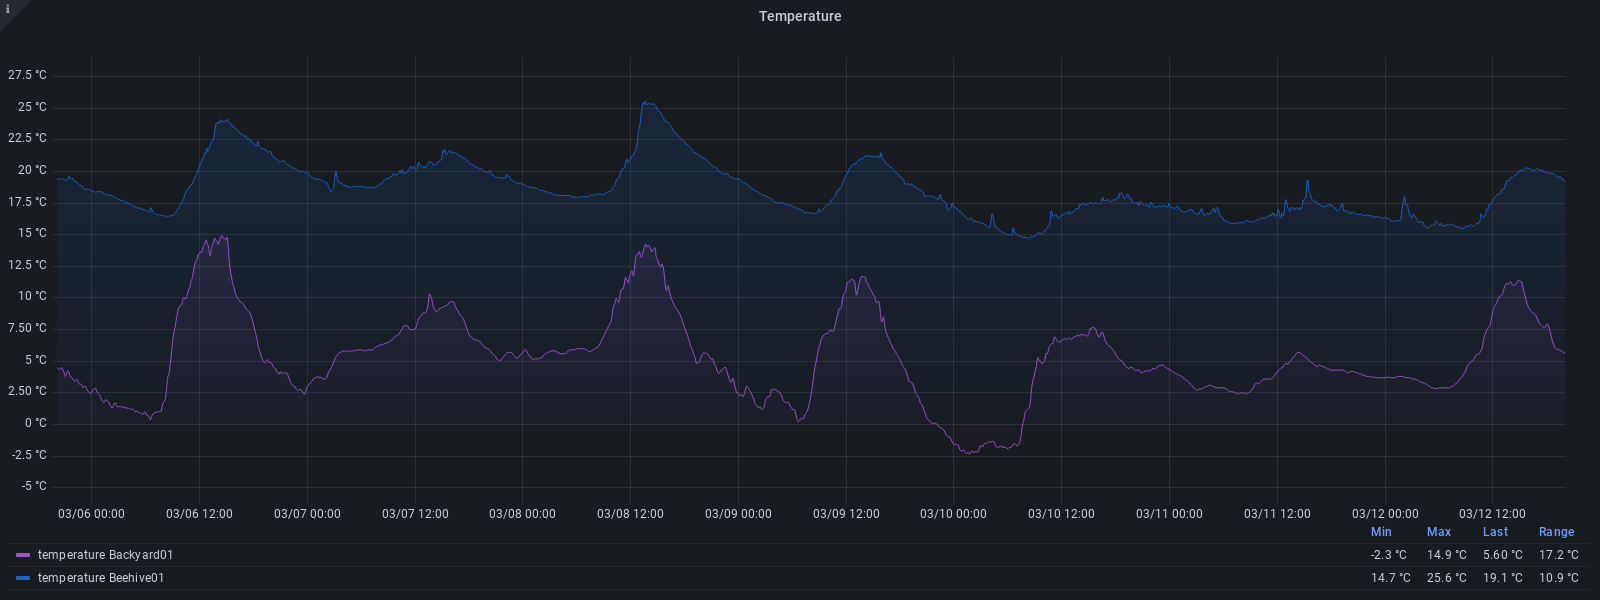 i
Temperature
27.5 °C
25 °C
22.5 °C
20 °C
17.5 °C
15 °C
12.5 °C
10 °C
7.50 °C
5 °C
2.50 °C
0 °C
-2.5 °C
-5 °C
03/06 00:00 03/06 12:00 03/07 00:00 03/07 12:00 03/08 00:00 03/08 12:00 03/09 00:00 03/09 12:00 03/10 00:00 03/10 12:00 03/11 00:00 03/11 12:00 03/12 00:00 03/12 12:00
Min Max Last Range
temperature Backyard01 -2.3 °C 14.9 °C 5.60 °C 17.2 °C
temperature Beehive01 14.7 °C 25.6 °C 19.1 °C 10.9 °C